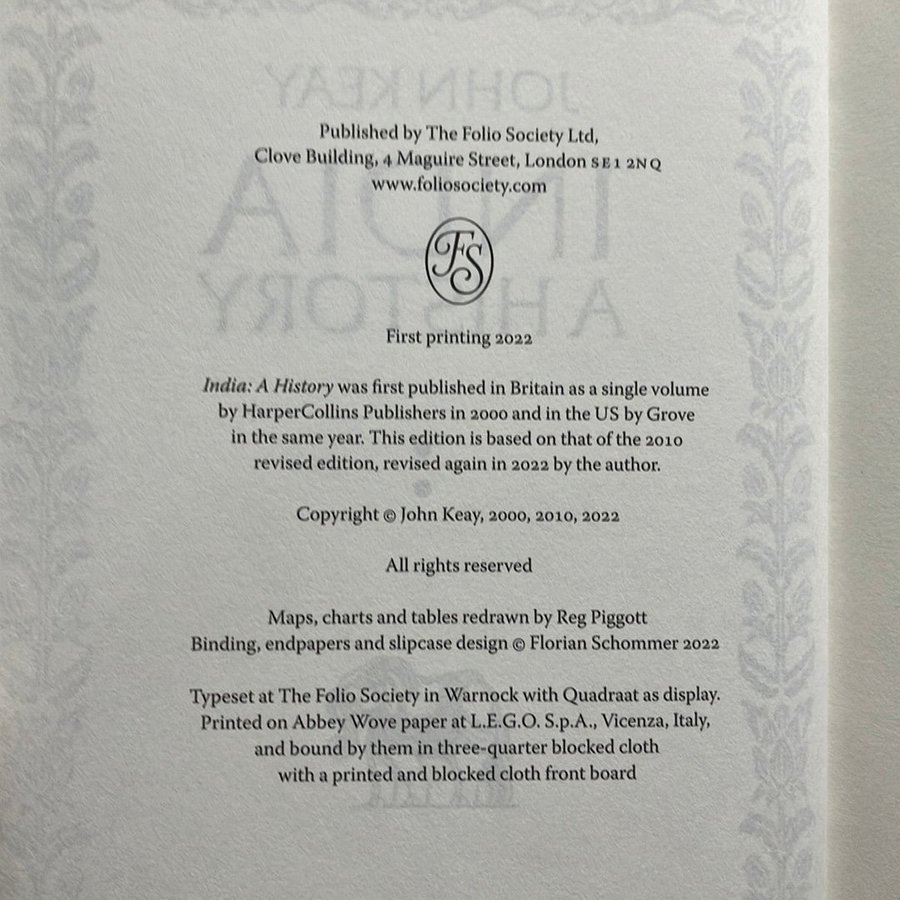 Published by The Folio Society Ltd,
Clove Building, 4 Maguire Street, London SE1 2NQ
www.foliosociety.com
FS
First printing 2022
India: A History was first published in Britain as a single volume
by HarperCollins Publishers in 2000 and in the US by Grove
in the same year. This edition is based on that of the 2010
revised edition, revised again in 2022 by the author.
Copyright © John Keay, 2000, 2010, 2022
All rights reserved
Maps, charts and tables redrawn by Reg Piggott
Binding, endpapers and slipcase design © Florian Schommer 2022
Typeset at The Folio Society in Warnock with Quadraat as display.
Printed on Abbey Wove paper at L.E.G.O. S.p.A., Vicenza, Italy,
and bound by them in three-quarter blocked cloth
with a printed and blocked cloth front board
JOHN KEAY
INDIA
A HISTORY